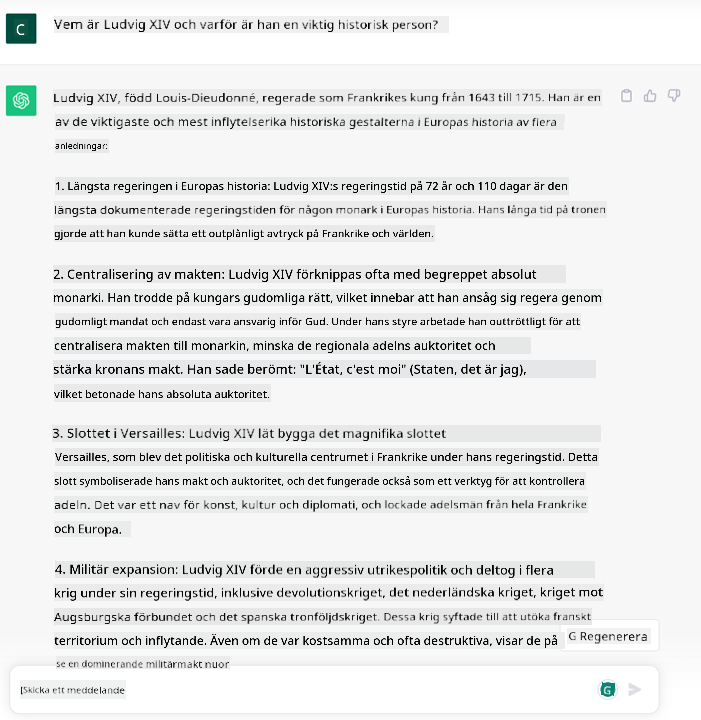 C
Vem är Ludvig XIV och varför är han en viktig historisk person?
Ludvig XIV, född Louis-Dieudonné, regerade som Frankrikes kung från 1643 till 1715. Han är en
av de viktigaste och mest inflytelserika historiska gestalterna i Europas historia av flera
anledningar:
1. Längsta regeringen i Europas historia: Ludvig XIV:s regeringstid på 72 år och 110 dagar är den
längsta dokumenterade regeringstiden för någon monark i Europas historia. Hans långa tid på tronen
gjorde att han kunde sätta ett outplånligt avtryck på Frankrike och världen.
2. Centralisering av makten: Ludvig XIV förknippas ofta med begreppet absolut
monarki. Han trodde på kungars gudomliga rätt, vilket innebar att han ansåg sig regera genom
gudomligt mandat och endast vara ansvarig inför Gud. Under hans styre arbetade han outtröttligt för att
centralisera makten till monarkin, minska de regionala adelns auktoritet och
stärka kronans makt. Han sade berömt: "L'État, c'est moi" (Staten, det är jag),
vilket betonade hans absoluta auktoritet.
3. Slottet i Versailles: Ludvig XIV lät bygga det magnifika slottet
Versailles, som blev det politiska och kulturella centrumet i Frankrike under hans regeringstid. Detta
slott symboliserade hans makt och auktoritet, och det fungerade också som ett verktyg för att kontrollera
adeln. Det var ett nav för konst, kultur och diplomati, och lockade adelsmän från hela Frankrike
och Europa.
4. Militär expansion: Ludvig XIV förde en aggressiv utrikespolitik och deltog i flera
krig under sin regeringstid, inklusive devolutionskriget, det nederländska kriget, kriget mot
Augsburgska förbundet och det spanska tronföljdskriget. Dessa krig syftade till att utöka franskt
territorium och inflytande. Även om de var kostsamma och ofta destruktiva, visar de på
G Regenerera
se en dominerande militärmakt
[Skicka ett meddelande
G